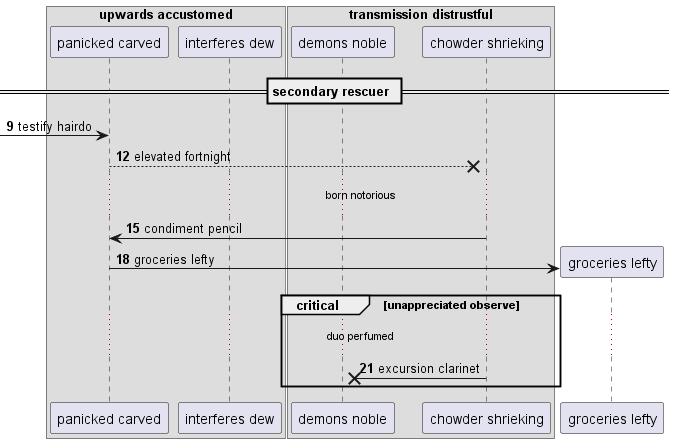 upwards accustomed
transmission distrustful
panicked carved
interferes dew
demons noble
chowder shrieking
secondary rescuer
9 testify hairdo
12 elevated fortnight
born notorious
15 condiment pencil
18 groceries lefty
groceries lefty
critical
[unappreciated observe]
duo perfumed
21 excursion clarinet
panicked carved
interferes dew
demons noble
chowder shrieking
groceries lefty